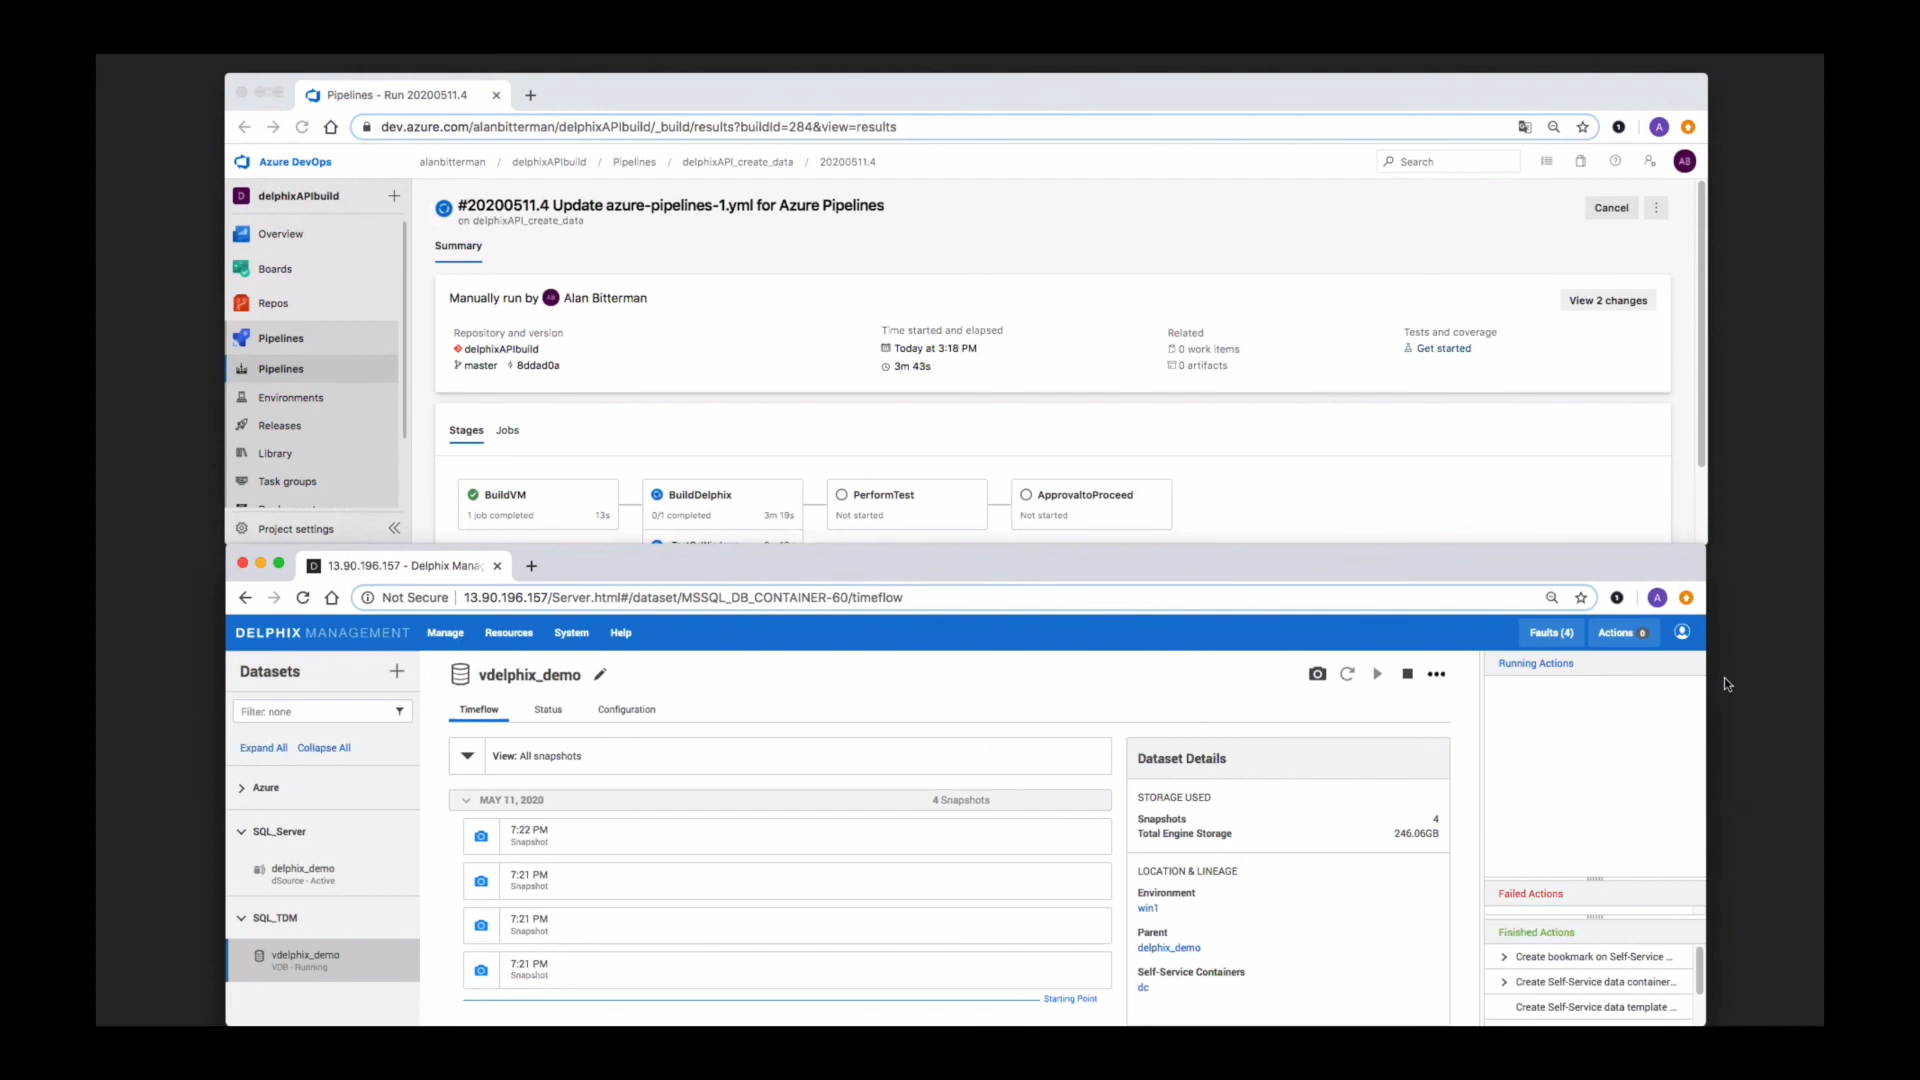 Pipelines - Run 20200511.4
dev.azure.com/alanbitterman/delphixAPIbuild/_build/results?buildId=284&view=results
A
Azure DevOps
alanbitterman / delphixAPIbuild / Pipelines / delphixAPI_create_data / 20200511.4
Search
AB
D delphixAPIbuild
Overview
Boards
Repos
Pipelines
Pipelines
Environments
Releases
Library
Task groups
Project settings
#20200511.4 Update azure-pipelines-1.yml for Azure Pipelines
on delphixAPI_create_data
Cancel
Summary
Manually run by AB Alan Bitterman
View 2 changes
Repository and version
delphixAPIbuild
master 8ddad0a
Time started and elapsed
Today at 3:18 PM
3m 43s
Related
0 work items
0 artifacts
Tests and coverage
Get started
Stages Jobs
BuildVM
1 job completed 13s
BuildDelphix
0/1 completed 3m 19s
PerformTest
Not started
ApprovaltoProceed
Not started
D 13.90.196.157 - Delphix Mana
Not Secure 13.90.196.157/Server.html#/dataset/MSSQL_DB_CONTAINER-60/timeflow
A
DELPHIX MANAGEMENT Manage Resources System Help
Faults (4) Actions 0
Datasets
Filter: none
Expand All Collapse All
Azure
SQL_Server
delphix_demo
dSource - Active
SQL_TDM
vdelphix_demo
VDB - Running
vdelphix_demo
Timeflow Status Configuration
View: All snapshots
MAY 11, 2020 4 Snapshots
7:22 PM
Snapshot
7:21 PM
Snapshot
7:21 PM
Snapshot
7:21 PM
Snapshot
Starting Point
Dataset Details
STORAGE USED
Snapshots 4
Total Engine Storage 246.06GB
LOCATION & LINEAGE
Environment
win1
Parent
delphix_demo
Self-Service Containers
dc
Running Actions
Failed Actions
Finished Actions
Create bookmark on Self-Service ...
Create Self-Service data container...
Create Self-Service data template ...